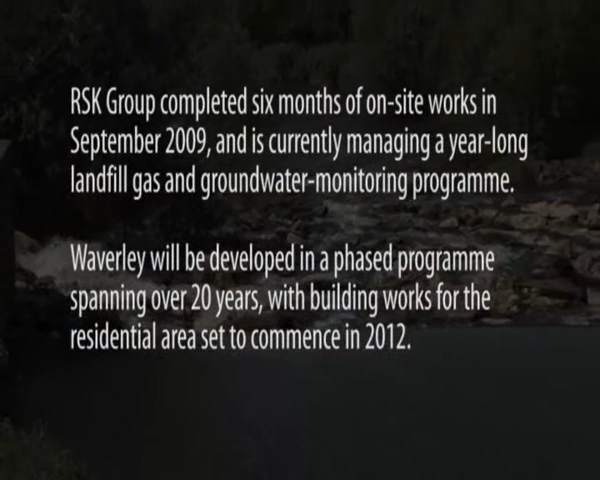 RSK Group completed six months of on-site works in
September 2009, and is currently managing a year-long
landfill gas and groundwater-monitoring programme.
Waverley will be developed in a phased programme
spanning over 20 years, with building works for the
residential area set to commence in 2012.